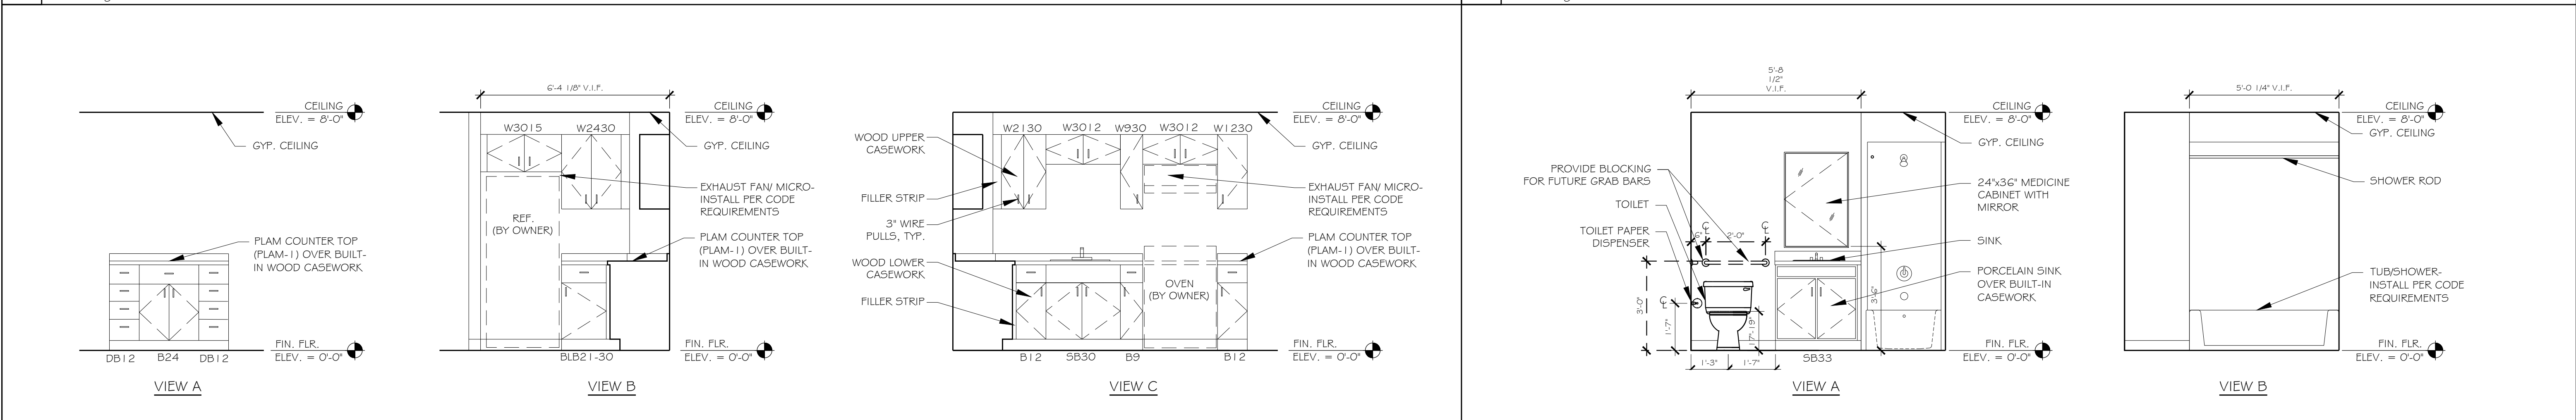 CEILING
ELEV. = 8'-0"
GYP. CEILING
PLAM COUNTER TOP
(PLAM-1) OVER BUILT-
IN WOOD CASEWORK
FIN. FLR.
ELEV. = 0'-0"
DB12 B24 DB12
VIEW A
6'-4 1/8" V.I.F.
CEILING
ELEV. = 8'-0"
W3015 W2430
GYP. CEILING
EXHAUST FAN/ MICRO-
INSTALL PER CODE
REQUIREMENTS
REF.
(BY OWNER)
PLAM COUNTER TOP
(PLAM-1) OVER BUILT-
IN WOOD CASEWORK
FIN. FLR.
ELEV. = 0'-0"
BLB21-30
VIEW B
CEILING
ELEV. = 8'-0"
W2130 W3012 W930 W3012 W1230
WOOD UPPER
CASEWORK
GYP. CEILING
FILLER STRIP
EXHAUST FAN/ MICRO-
INSTALL PER CODE
REQUIREMENTS
3" WIRE
PULLS, TYP.
PLAM COUNTER TOP
(PLAM-1) OVER BUILT-
IN WOOD CASEWORK
WOOD LOWER
CASEWORK
OVEN
(BY OWNER)
FILLER STRIP
FIN. FLR.
ELEV. = 0'-0"
B12 SB30 B9 B12
VIEW C
5'-8
1/2"
V.I.F.
CEILING
ELEV. = 8'-0"
GYP. CEILING
PROVIDE BLOCKING
FOR FUTURE GRAB BARS
24"x36" MEDICINE
CABINET WITH
MIRROR
TOILET
TOILET PAPER
DISPENSER
6" 2'-0"
SINK
PORCELAIN SINK
OVER BUILT-IN
CASEWORK
3'-0"
1'-7"
17"-19"
3'-6"
FIN. FLR.
ELEV. = 0'-0"
SB33
1'-3" 1'-7"
VIEW A
5'-0 1/4" V.I.F.
CEILING
ELEV. = 8'-0"
GYP. CEILING
SHOWER ROD
TUB/SHOWER-
INSTALL PER CODE
REQUIREMENTS
FIN. FLR.
ELEV. = 0'-0"
VIEW B